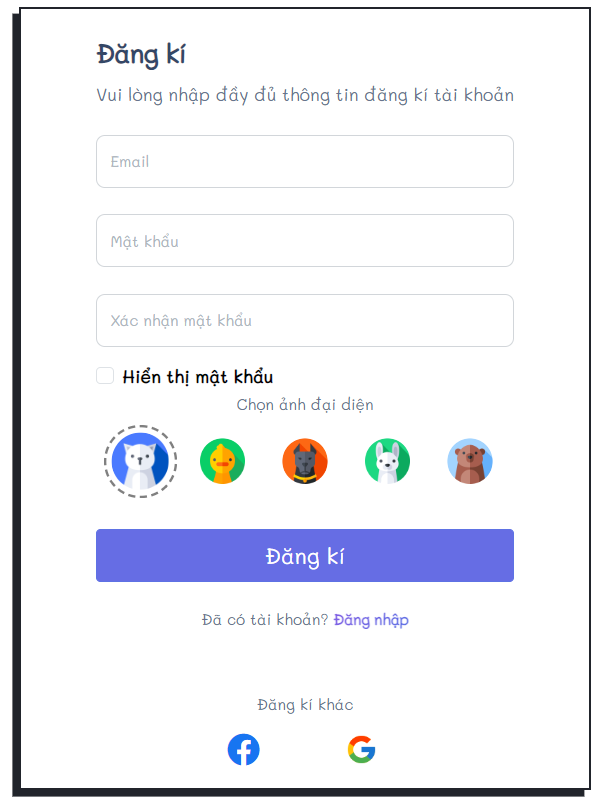 Đăng kí
Vui lòng nhập đầy đủ thông tin đăng kí tài khoản
Email
Mật khẩu
Xác nhận mật khẩu
Hiển thị mật khẩu
Chọn ảnh đại diện
Đăng kí
Đã có tài khoản? Đăng nhập
Đăng kí khác